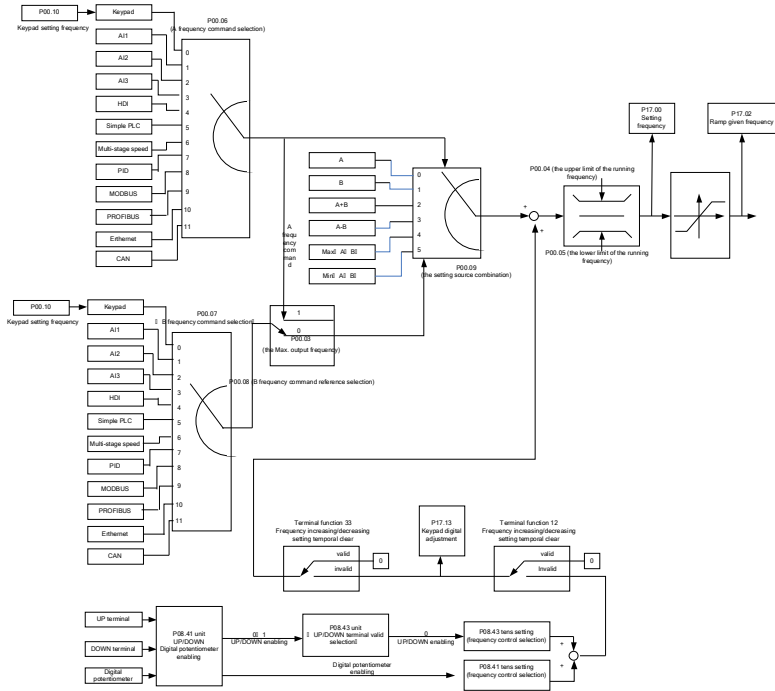 P00.10
Keypad setting frequency
Keypad
AI1
AI2
AI3
HDI
Simple PLC
Multi-stage speed
PID
MODBUS
PROFIBUS
Erthernet
CAN
P00.06
(A frequency command selection)
0
1
2
3
4
5
6
7
8
9
10
11
A
frequ
ency
com
man
d
A
B
A+B
A-B
Max( A, B)
Min( A, B)
0
1
2
3
4
5
P00.09
(the setting source combination)
+
+
P00.04 (the upper limit of the running
frequency)
P00.05 (the lower limit of the running
frequency)
P17.00
Setting
frequency
P17.02
Ramp given frequency
P00.10
Keypad setting frequency
Keypad
AI1
AI2
AI3
HDI
Simple PLC
Multi-stage speed
PID
MODBUS
PROFIBUS
Erthernet
CAN
P00.07
B frequency command selection
0
1
2
3
4
5
6
7
8
9
10
11
1
0
P00.03
(the Max. output frequency)
P00.08 (B frequency command reference selection)
Terminal function 33
Frequency increasing/decreasing
setting temporal clear
valid
invalid
0
P17.13
Keypad digital
adjustment
Terminal function 12
Frequency increasing/decreasing
setting temporal clear
valid
Invalid
0
UP terminal
DOWN terminal
Digital
potentiometer
P08.41 unit
UP/DOWN
Digital potentiometer
enabling
1
UP/DOWN enabling
P08.43 unit
UP/DOWN terminal valid
selection
0
UP/DOWN enabling
Digital potentiometer
enabling
P08.43 tens setting
(frequency control selection)
P08.41 tens setting
(frequency control selection)
+
+